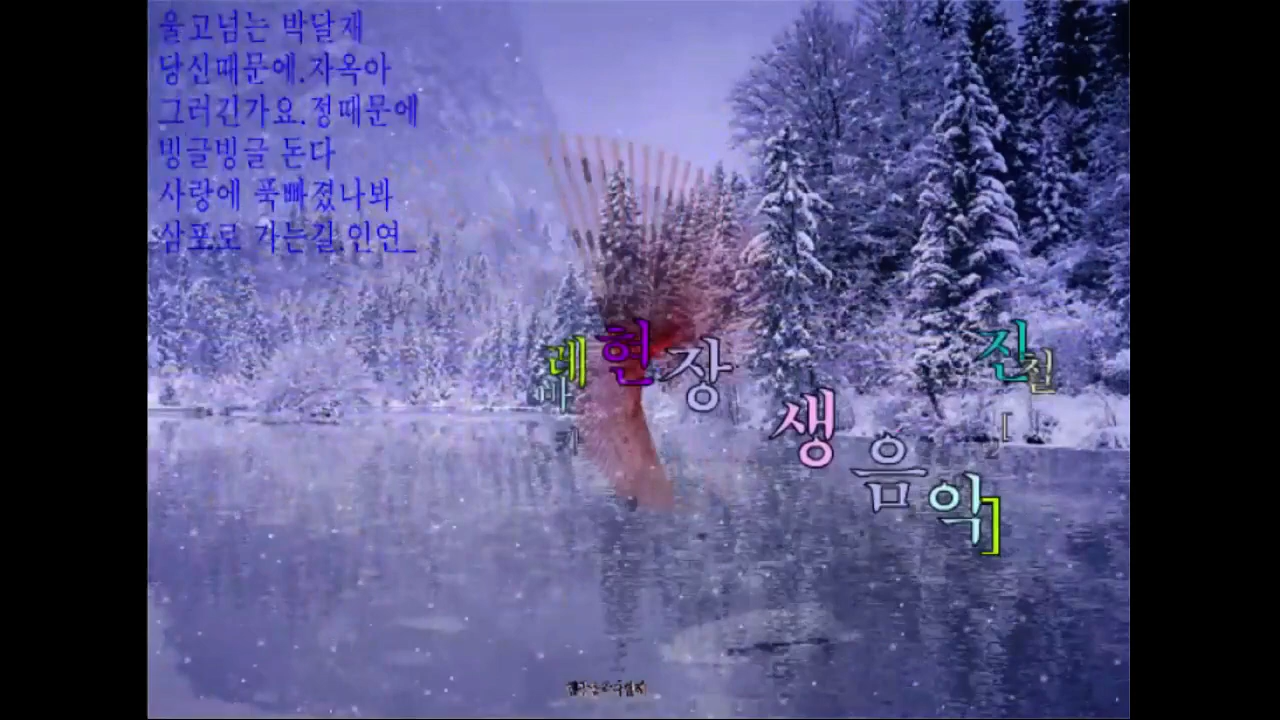 울고넘는 박달재
당신때문에.자옥아
그러긴가요.정때문에
빙글빙글 돈다
사랑에 푹빠졌나봐
삼포로 가는길.인연_
레 현장
생음악]
진